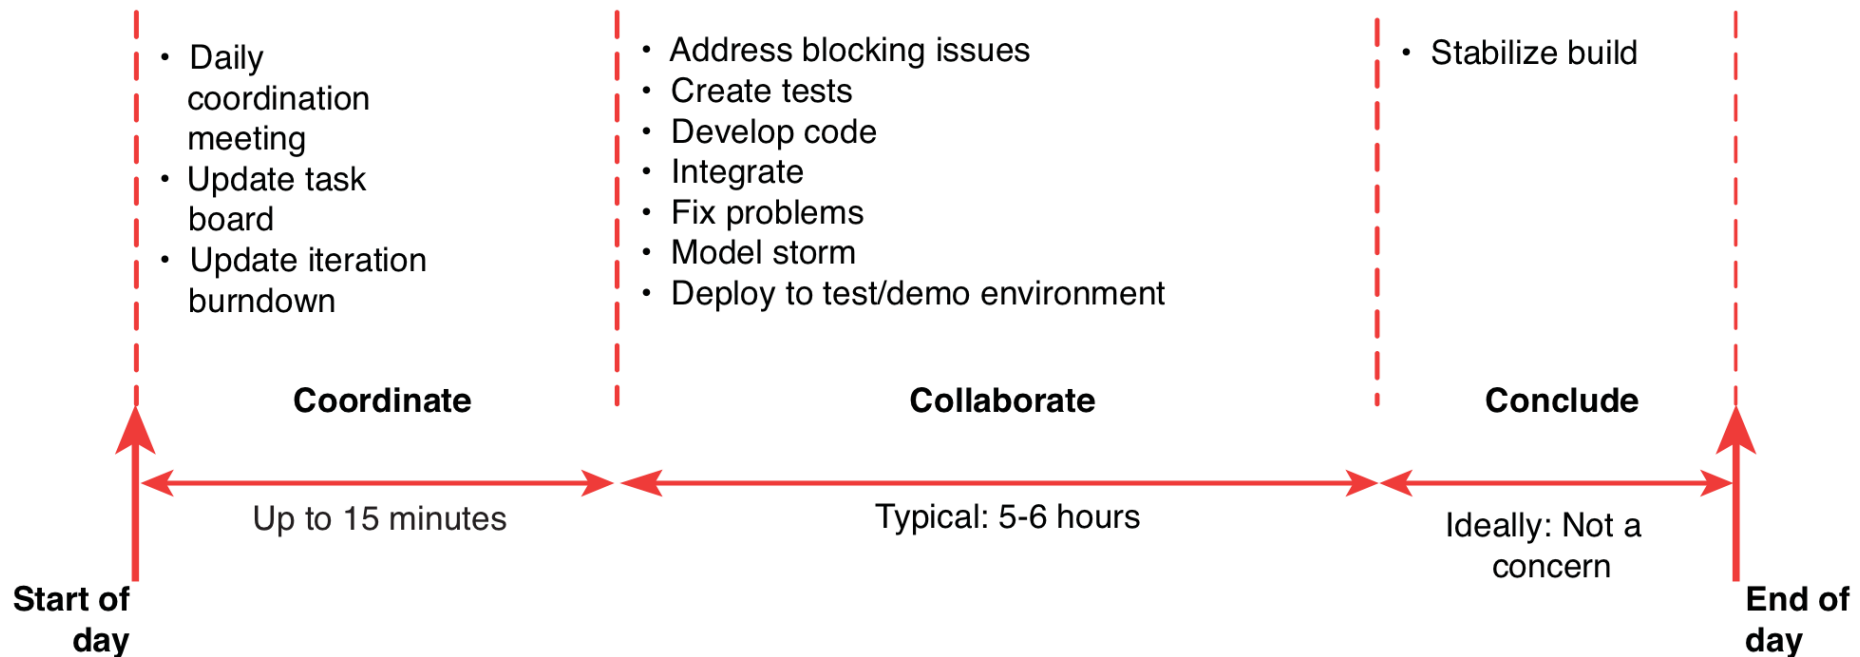 • Daily
coordination
meeting
• Update task
board
• Update iteration
burndown
• Address blocking issues
• Create tests
• Develop code
• Integrate
• Fix problems
• Model storm
• Deploy to test/demo environment
• Stabilize build
Coordinate
Collaborate
Conclude
Up to 15 minutes
Typical: 5-6 hours
Ideally: Not a
concern
Start of
day
End of
day